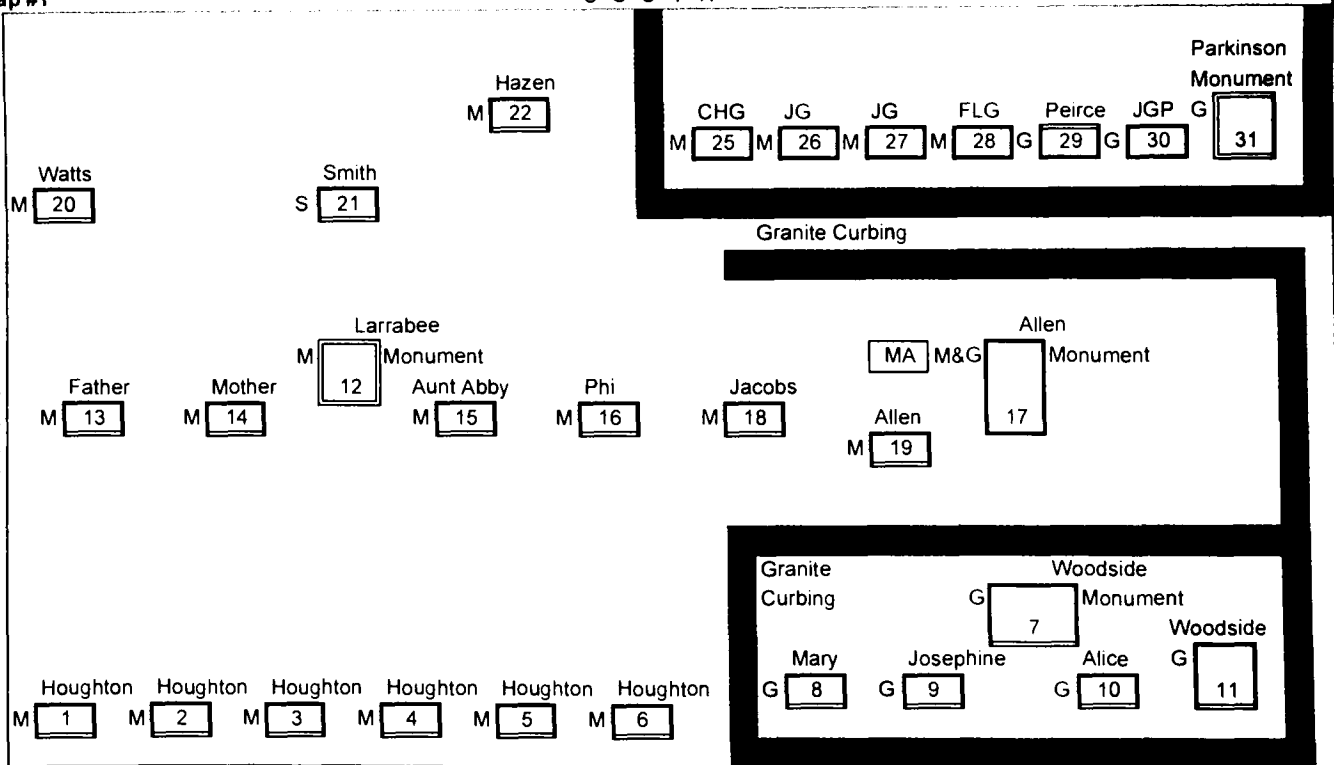 Parkinson
Monument
Hazen
M 22
CHG JG JG FLG Peirce JGP G
M 25 M 26 M 27 M 28 G 29 G 30 31
Watts Smith
M 20 S 21
Granite Curbing
Larrabee Allen
M Monument MA M&G Monument
12
Father Mother Aunt Abby Phi Jacobs Allen
M 13 M 14 M 15 M 16 M 18 17
M 19
Granite Woodside
Curbing G Monument
7
Woodside
Mary Josephine Alice G
G 8 G 9 G 10 11
Houghton Houghton Houghton Houghton Houghton Houghton
M 1 M 2 M 3 M 4 M 5 M 6